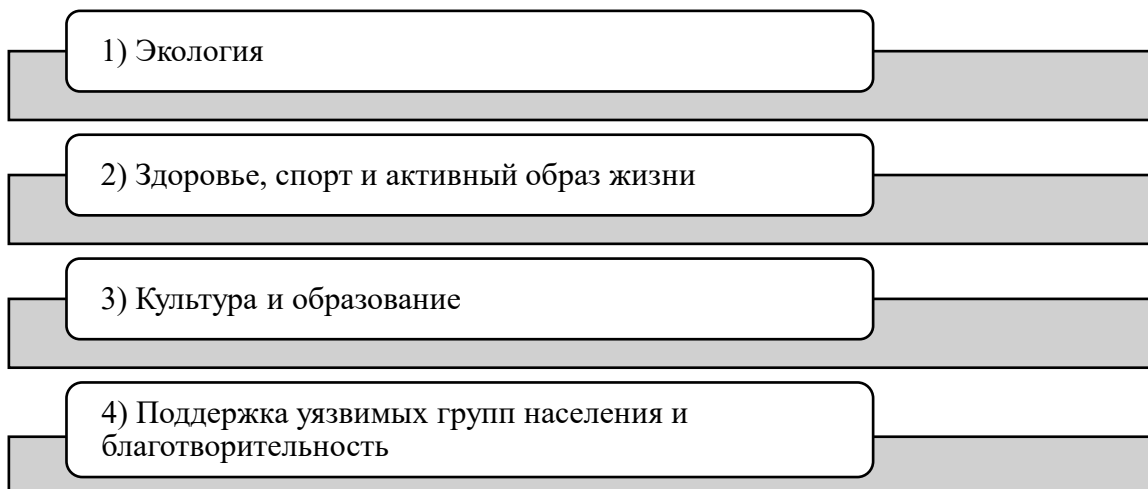 1) Экология
2) Здоровье, спорт и активный образ жизни
3) Культура и образование
4) Поддержка уязвимых групп населения и
благотворительность